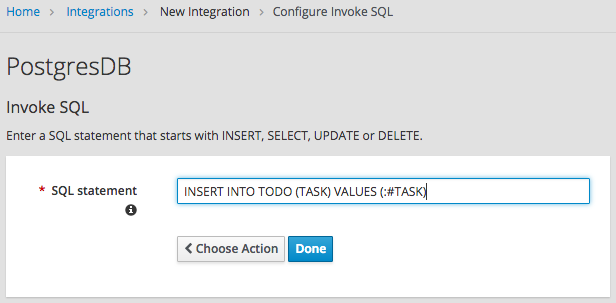 Home > Integrations > New Integration > Configure Invoke SQL
PostgresDB
Invoke SQL
Enter a SQL statement that starts with INSERT, SELECT, UPDATE or DELETE.
* SQL statement
INSERT INTO TODO (TASK) VALUES (:#TASK)
< Choose Action
Done